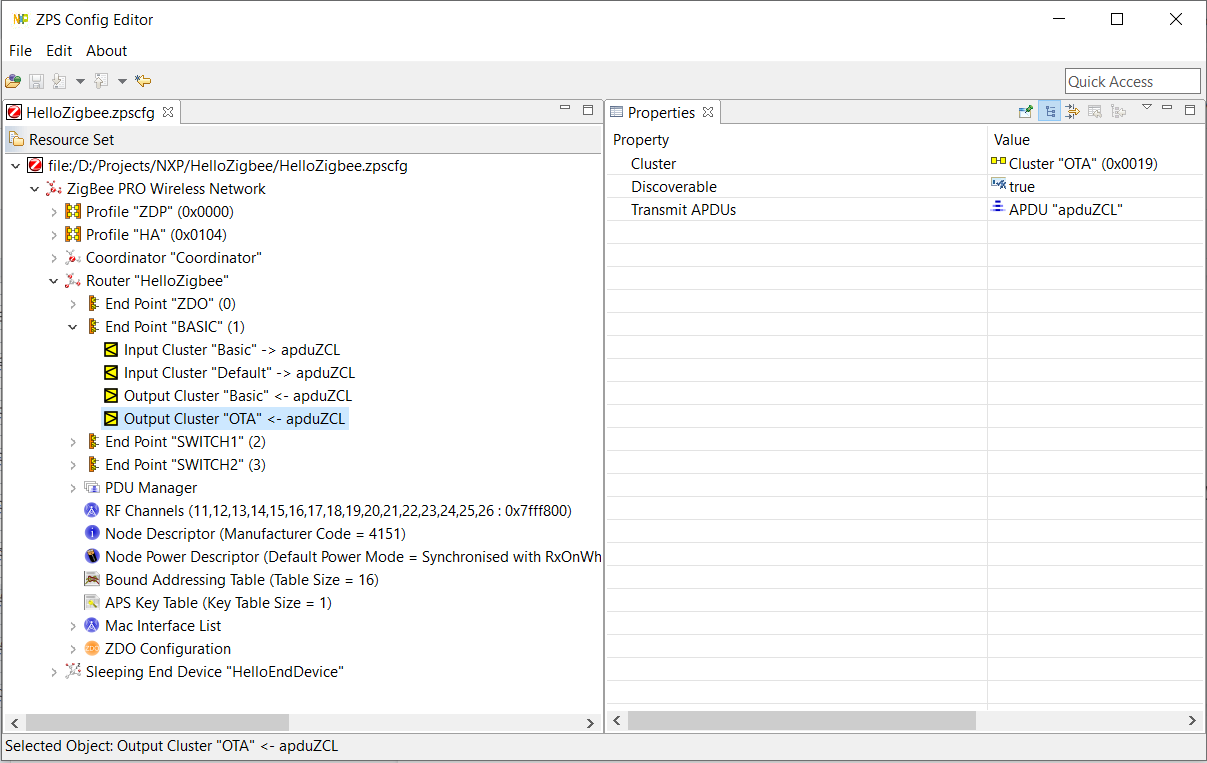 ZPS Config Editor
File Edit About
Quick Access
HelloZigbee.zpscfg
Resource Set
file:/D:/Projects/NXP/HelloZigbee/HelloZigbee.zpscfg
ZigBee PRO Wireless Network
Profile "ZDP" (0x0000)
Profile "HA" (0x0104)
Coordinator "Coordinator"
Router "HelloZigbee"
End Point "ZDO" (0)
End Point "BASIC" (1)
Input Cluster "Basic" -> apduZCL
Input Cluster "Default" -> apduZCL
Output Cluster "Basic" <- apduZCL
Output Cluster "OTA" <- apduZCL
End Point "SWITCH1" (2)
End Point "SWITCH2" (3)
PDU Manager
RF Channels (11,12,13,14,15,16,17,18,19,20,21,22,23,24,25,26 : 0x7fff800)
Node Descriptor (Manufacturer Code = 4151)
Node Power Descriptor (Default Power Mode = Synchronised with RxOnWh
Bound Addressing Table (Table Size = 16)
APS Key Table (Key Table Size = 1)
Mac Interface List
ZDO Configuration
Sleeping End Device "HelloEndDevice"
Properties
Property Value
Cluster Cluster "OTA" (0x0019)
Discoverable true
Transmit APDUs APDU "apduZCL"
Selected Object: Output Cluster "OTA" <- apduZCL